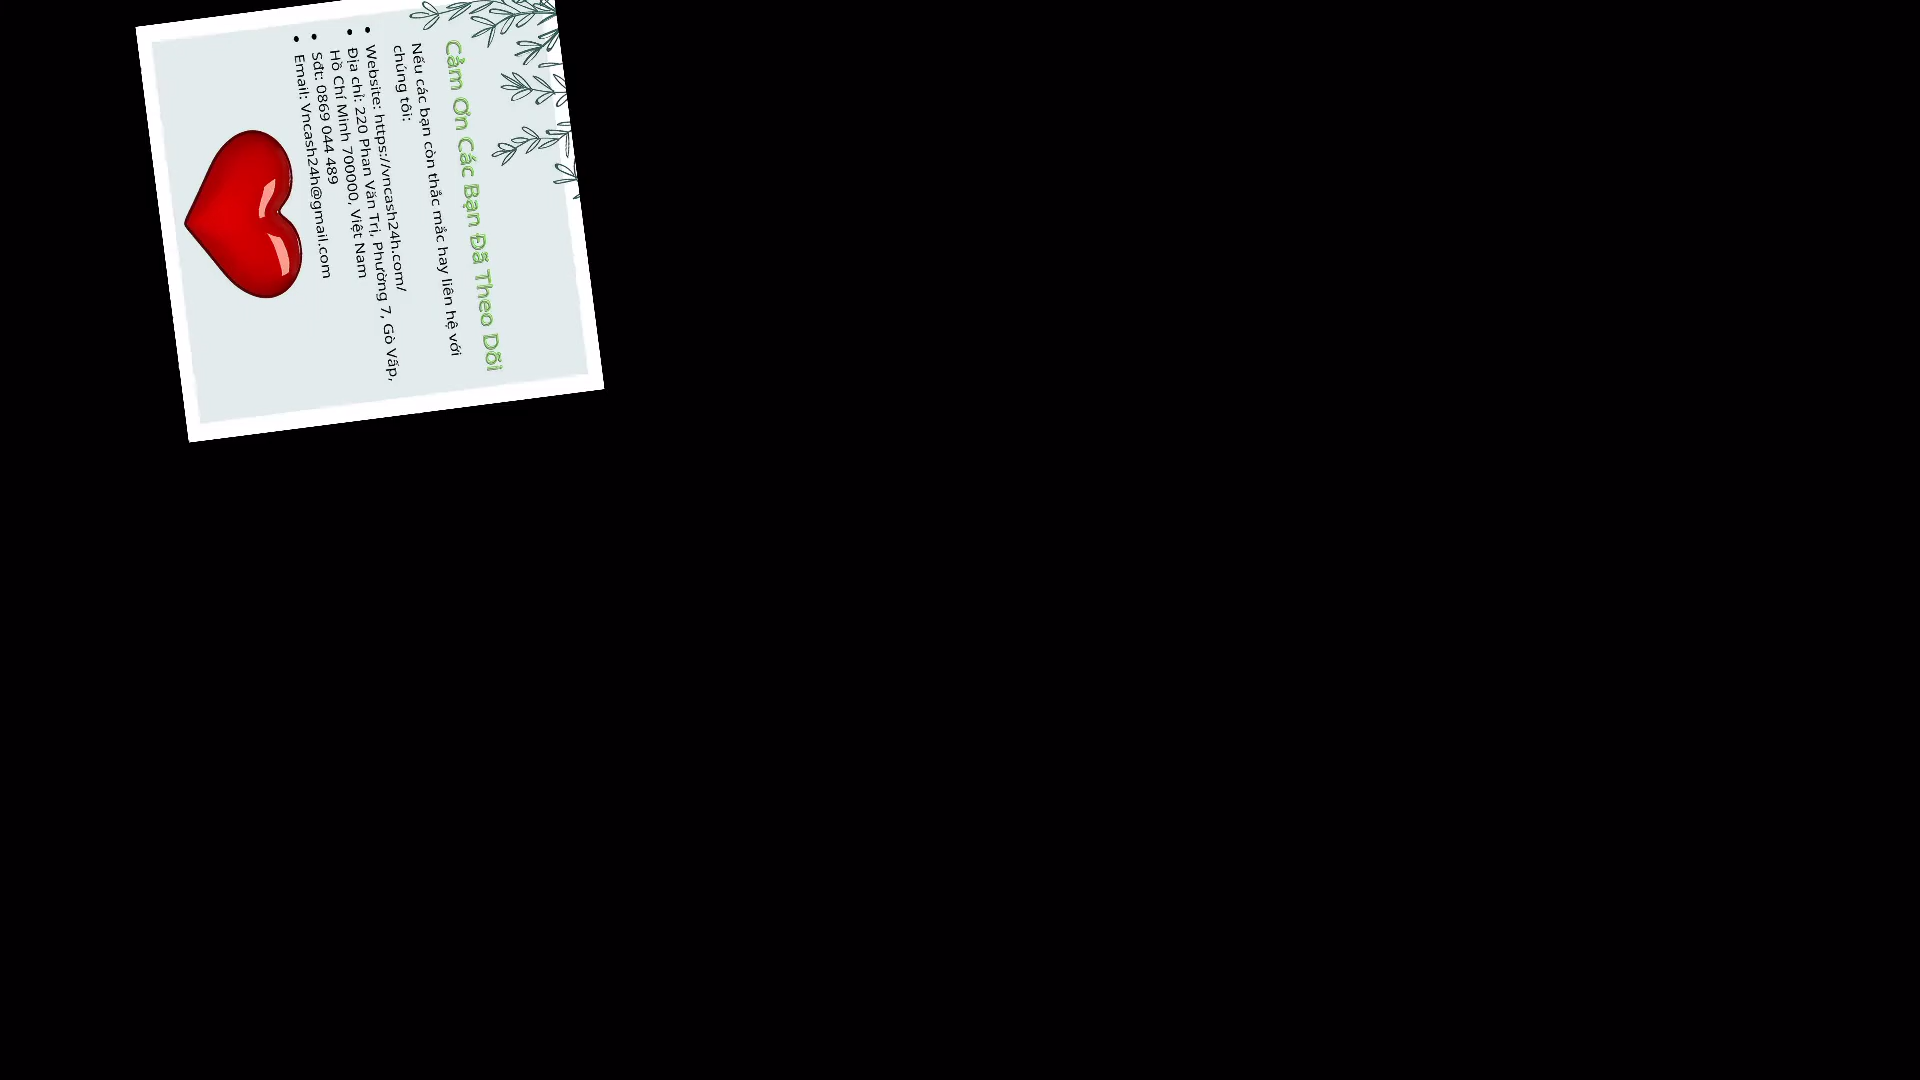 Cảm Ơn Các Bạn Đã Theo Dõi
Nếu các bạn còn thắc mắc hay liên hệ với
chúng tôi:
• Website: https://vncash24h.com/
• Địa chỉ: 220 Phan Văn Trị, Phường 7, Gò Vấp,
Hồ Chí Minh 700000, Việt Nam
• Sđt: 0869 044 489
• Email: Vncash24h@gmail.com